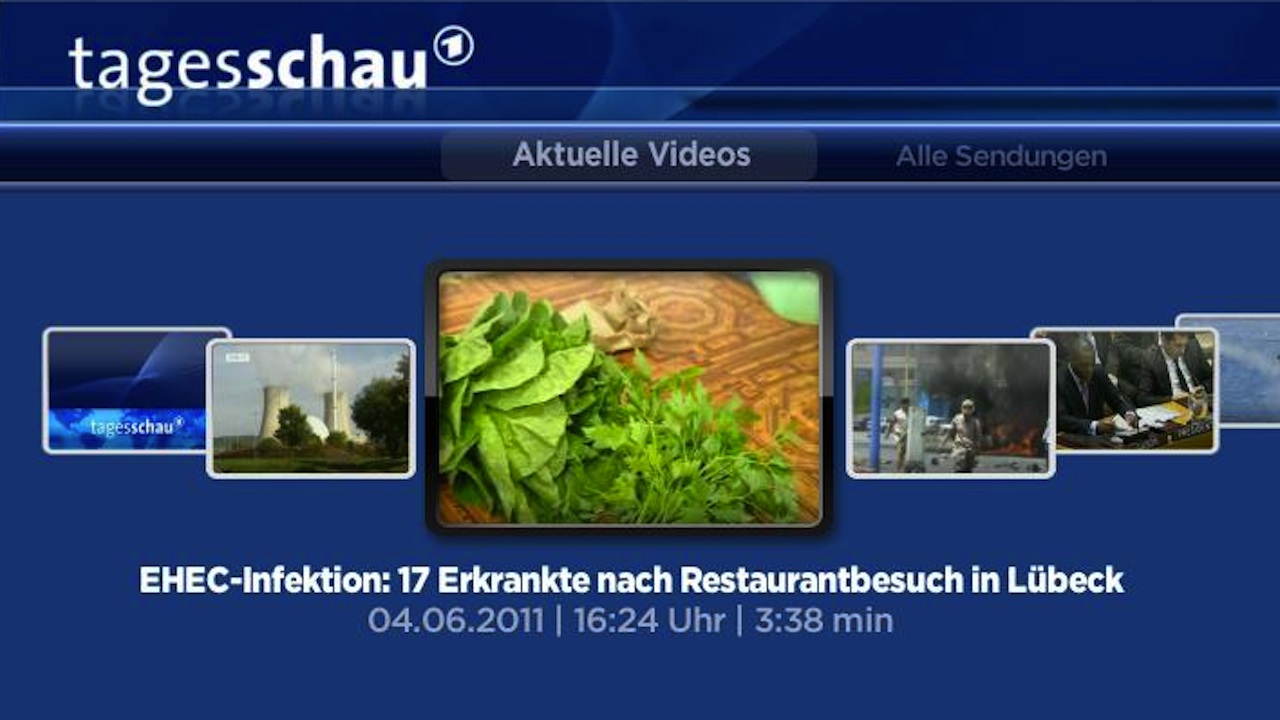 tagesschau
Aktuelle Videos
Alle Sendungen
tagesschau
EHEC-Infektion: 17 Erkrankte nach Restaurantbesuch in Lübeck
04.06.2011 | 16:24 Uhr | 3:38 min